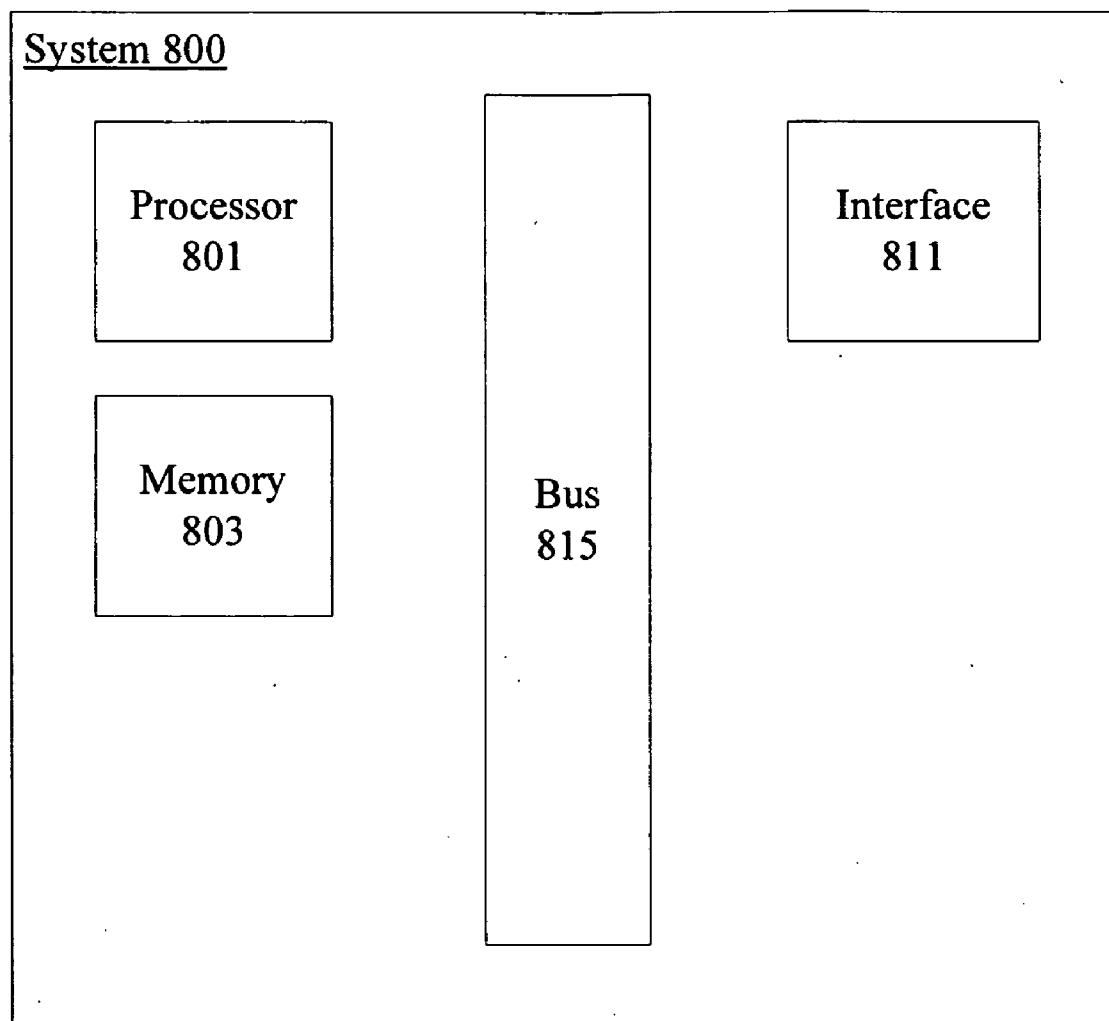 System 800
Processor
801
Memory
803
Bus
815
Interface
811